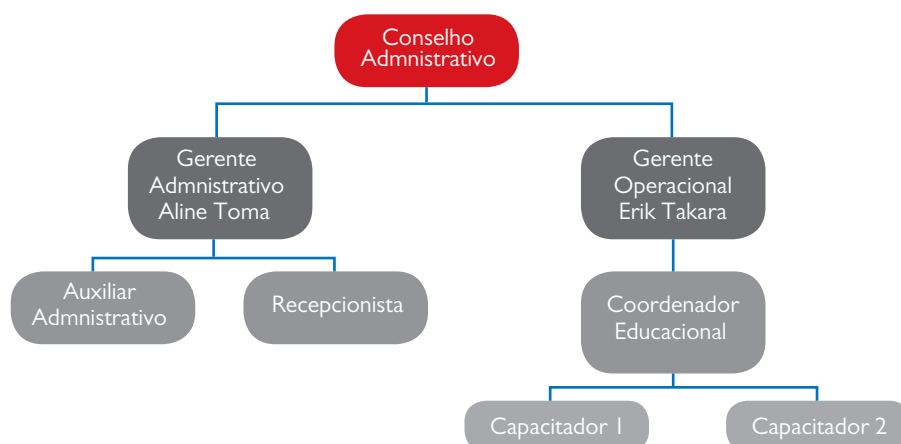 Conselho
Admnistrativo
Gerente
Admnistrativo
Aline Toma
Gerente
Operacional
Erik Takara
Auxiliar
Admnistrativo
Recepcionista
Coordenador
Educacional
Capacitador 1
Capacitador 2